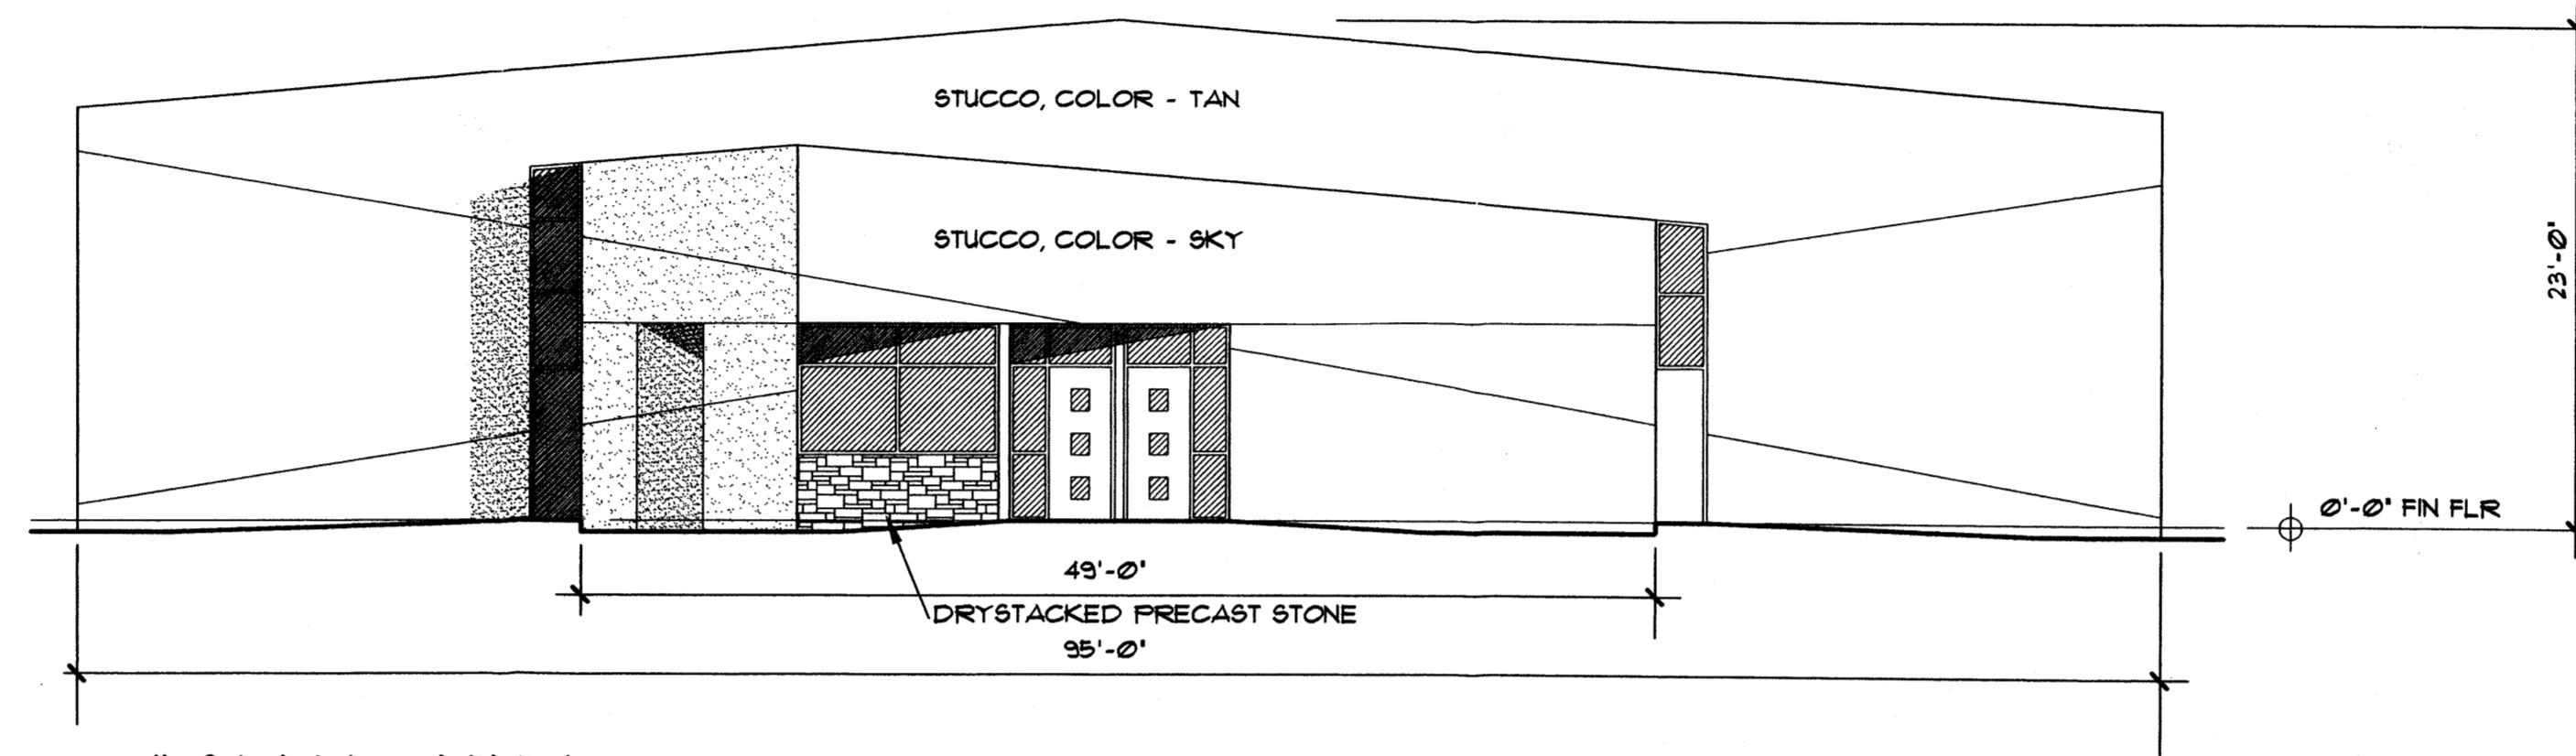 STUCCO, COLOR - TAN
STUCCO, COLOR - SKY
23'-0"
0'-0" FIN FLR
49'-0"
DRYSTACKED PRECAST STONE
95'-0"